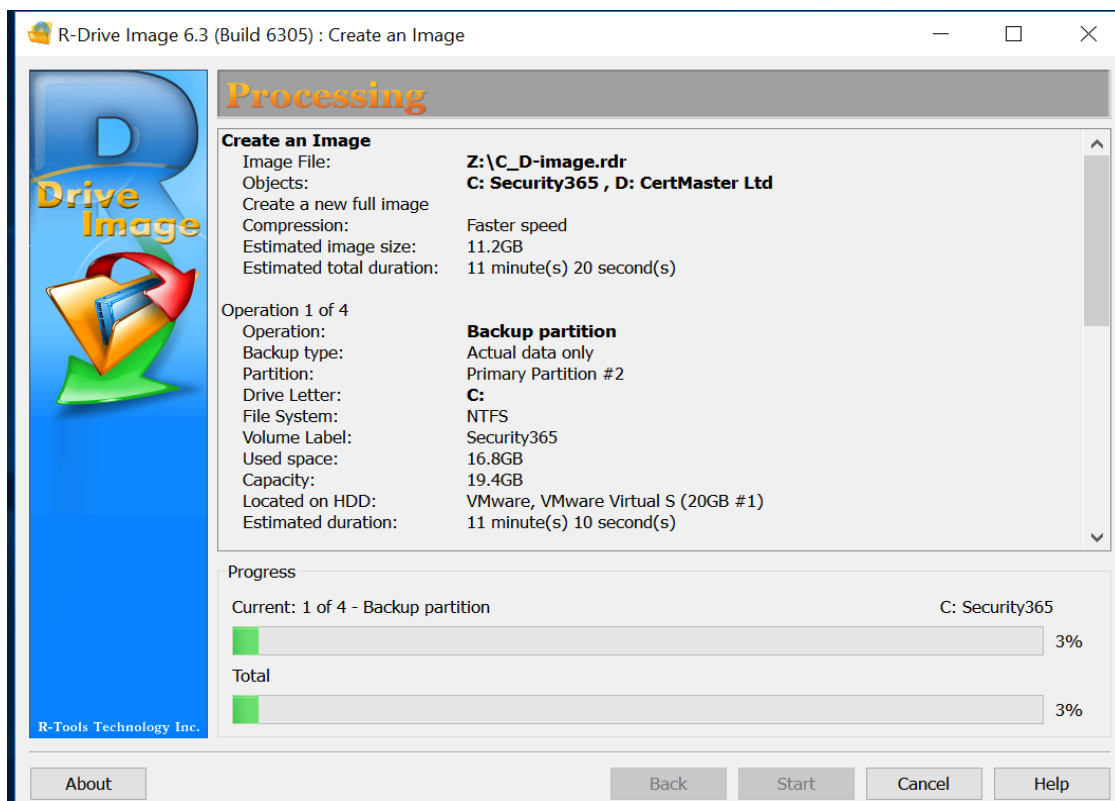 R-Drive Image 6.3 (Build 6305) : Create an Image
R
Drive
Image
R-Tools Technology Inc.
Processing
Create an Image
Image File: Z:\C_D-image.rdr
Objects: C: Security365 , D: CertMaster Ltd
Create a new full image
Compression: Faster speed
Estimated image size: 11.2GB
Estimated total duration: 11 minute(s) 20 second(s)
Operation 1 of 4
Operation: Backup partition
Backup type: Actual data only
Partition: Primary Partition #2
Drive Letter: C:
File System: NTFS
Volume Label: Security365
Used space: 16.8GB
Capacity: 19.4GB
Located on HDD: VMware, VMware Virtual S (20GB #1)
Estimated duration: 11 minute(s) 10 second(s)
Progress
Current: 1 of 4 - Backup partition C: Security365
3%
Total
3%
About Back Start Cancel Help